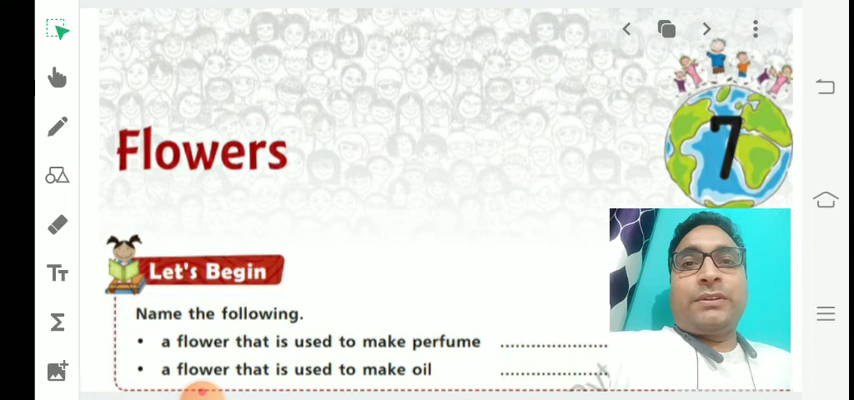 7
Flowers
Let's Begin
Name the following.
• a flower that is used to make perfume ......................
• a flower that is used to make oil ......................